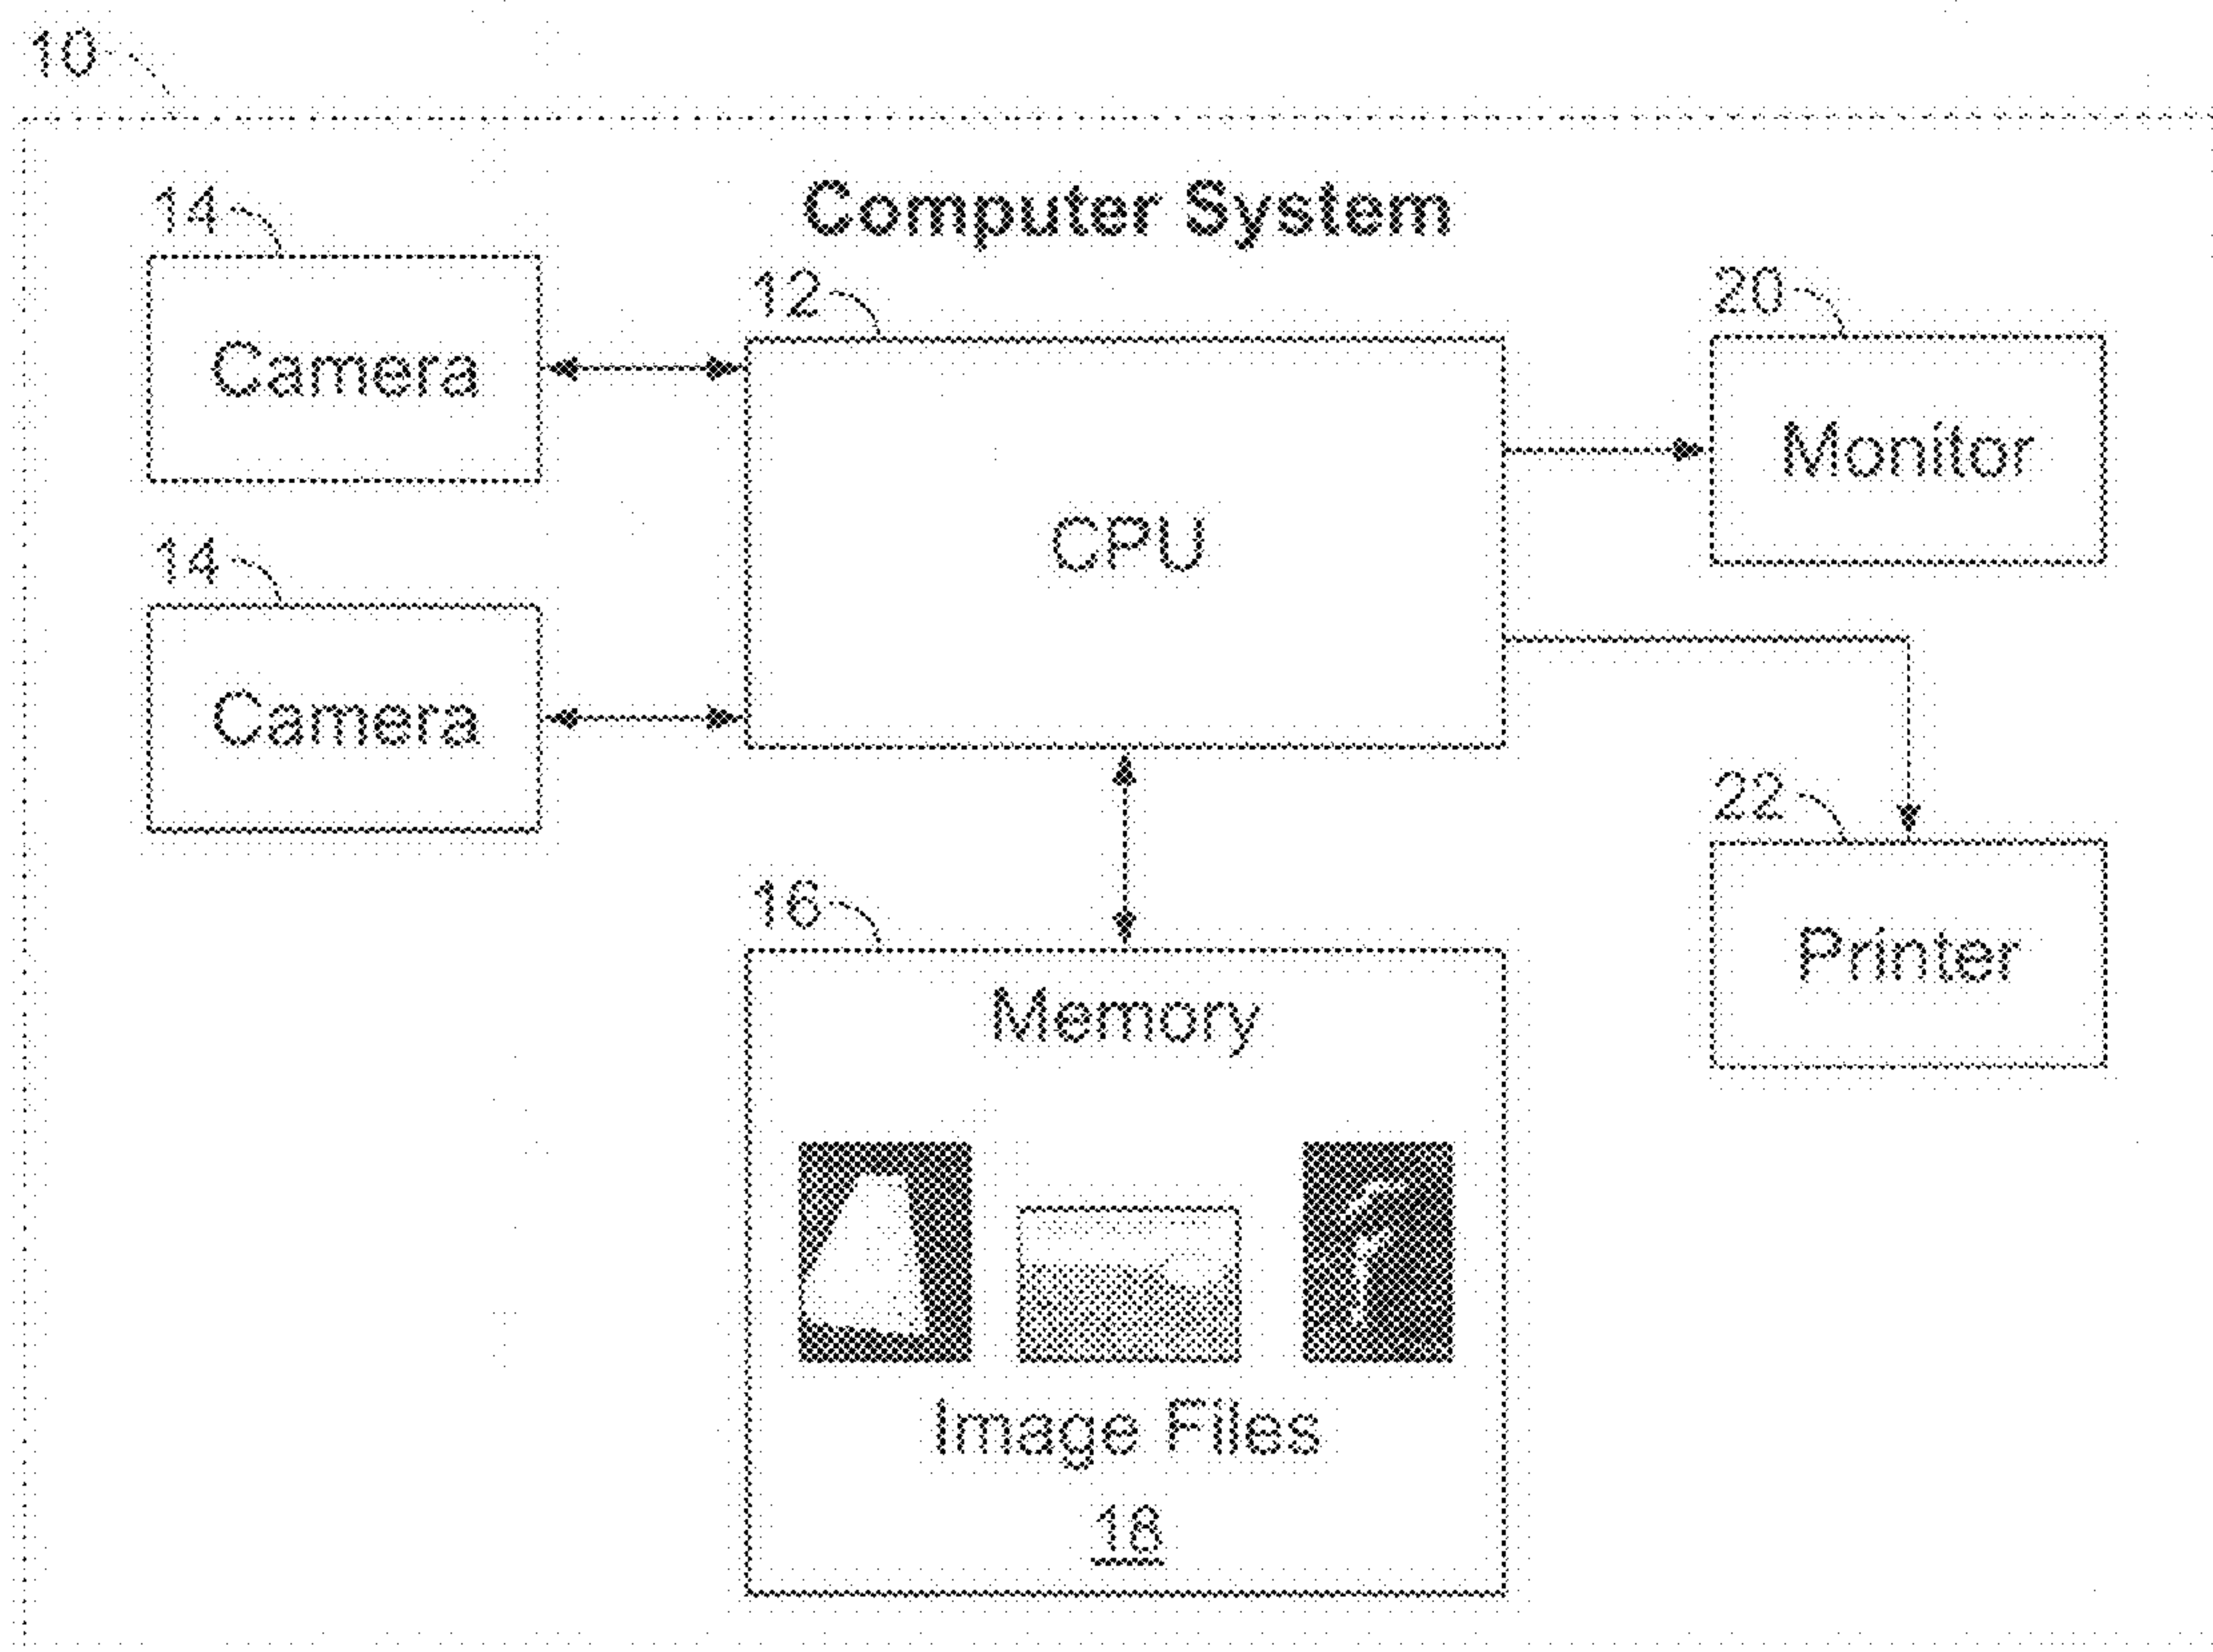 10
Computer System
14
Camera
12
CPU
20
Monitor
14
Camera
22
Printer
16
Memory
Image Files
18